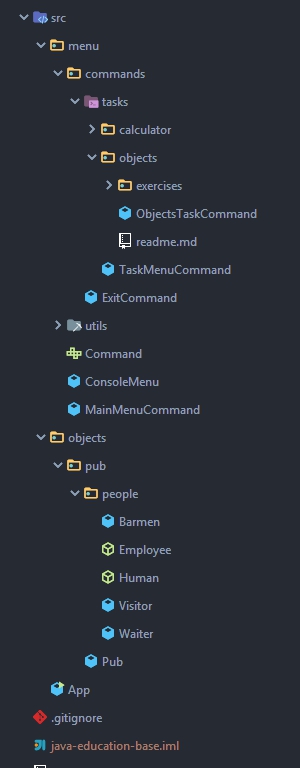 src
menu
commands
tasks
calculator
objects
exercises
ObjectsTaskCommand
readme.md
TaskMenuCommand
ExitCommand
utils
Command
ConsoleMenu
MainMenuCommand
objects
pub
people
Barmen
Employee
Human
Visitor
Waiter
Pub
App
.gitignore
java-education-base.iml